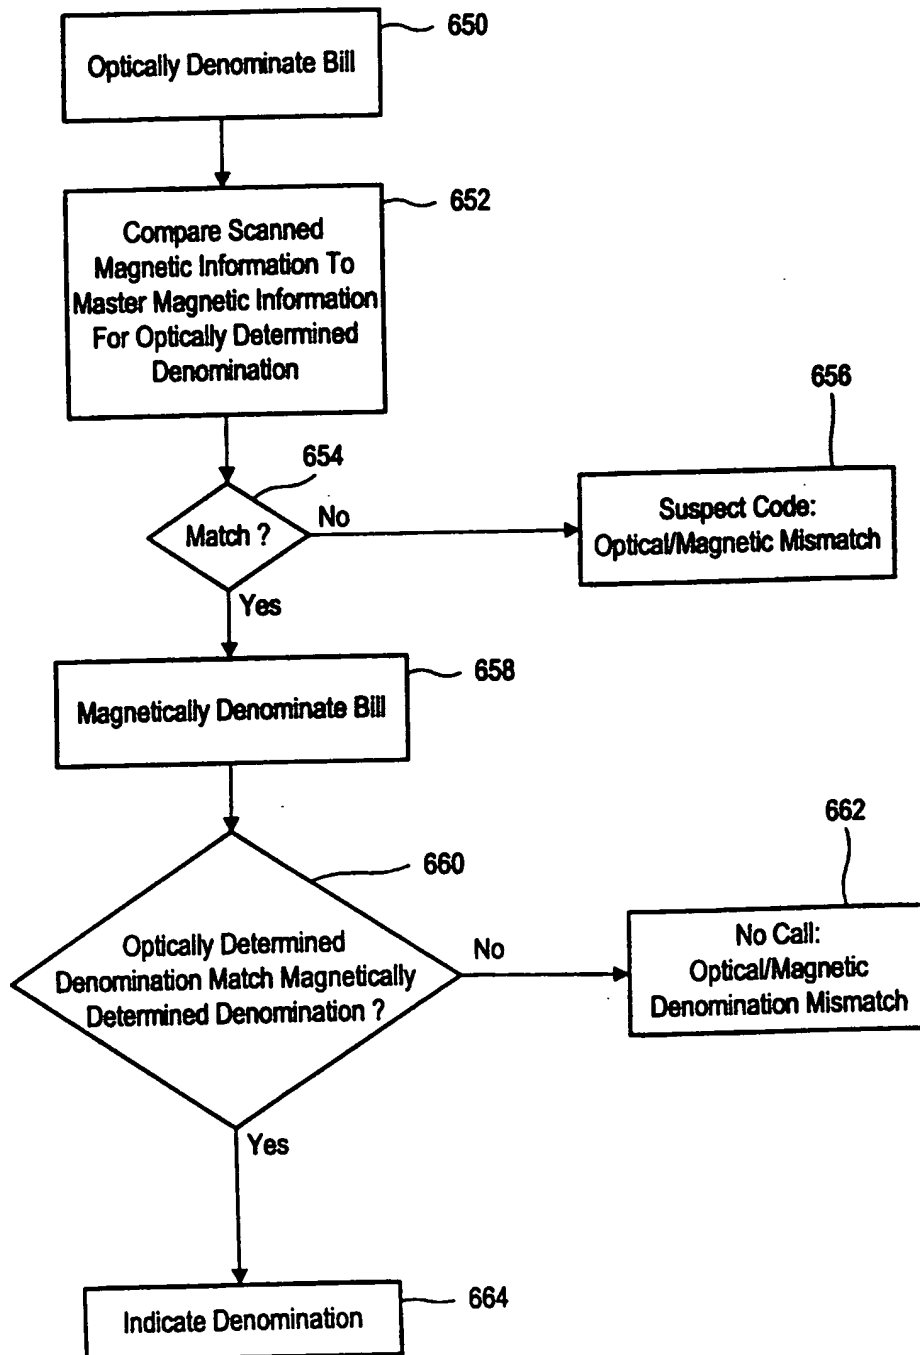 650
Optically Denominate Bill
652
Compare Scanned
Magnetic Information To
Master Magnetic Information
For Optically Determined
Denomination
656
654
Match ?
No
Suspect Code:
Optical/Magnetic Mismatch
Yes
658
Magnetically Denominate Bill
662
660
Optically Determined
Denomination Match Magnetically
Determined Denomination ?
No
No Call:
Optical/Magnetic
Denomination Mismatch
Yes
664
Indicate Denomination